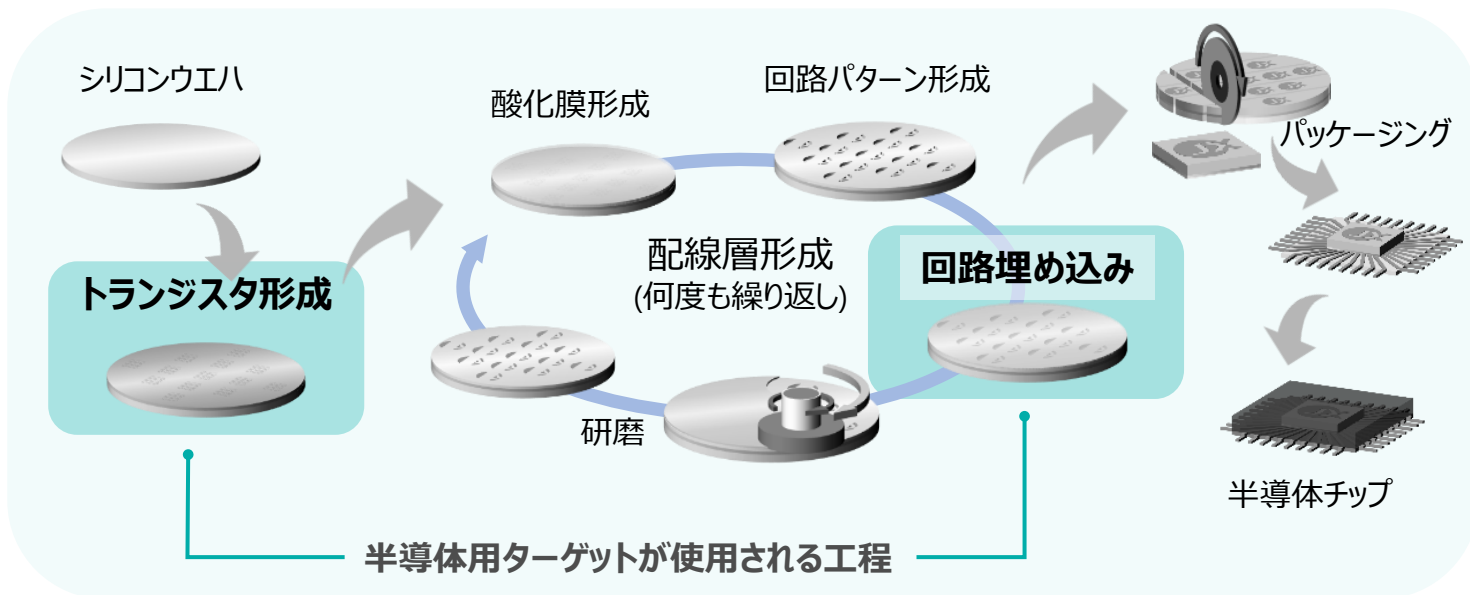 シリコンウエハ
酸化膜形成
回路パターン形成
パッケージング
トランジスタ形成
配線層形成
(何度も繰り返し)
回路埋め込み
研磨
半導体チップ
半導体用ターゲットが使用される工程